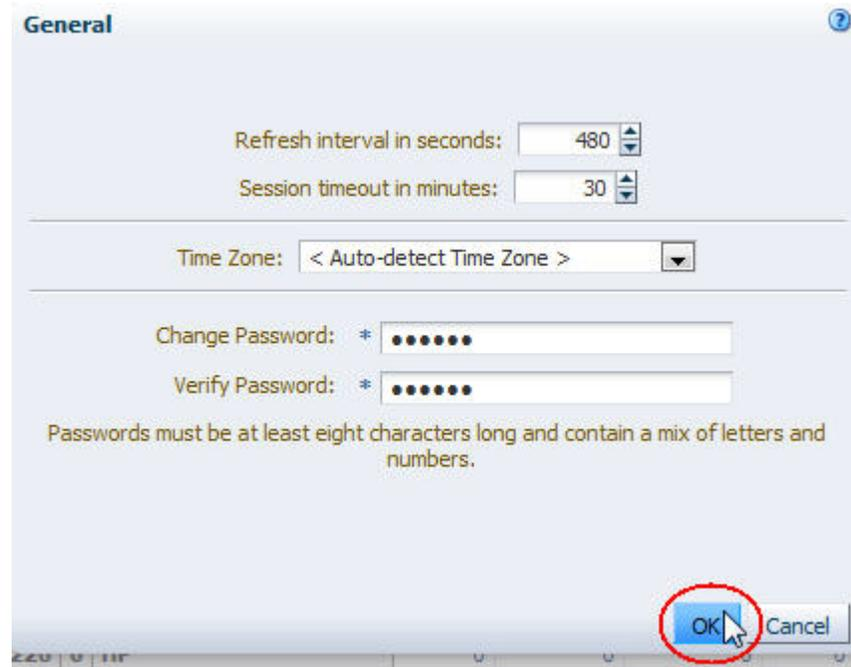 General
Refresh interval in seconds: 480
Session timeout in minutes: 30
Time Zone: < Auto-detect Time Zone >
Change Password: * ●●●●●●
Verify Password: * ●●●●●●
Passwords must be at least eight characters long and contain a mix of letters and
numbers.
OK Cancel